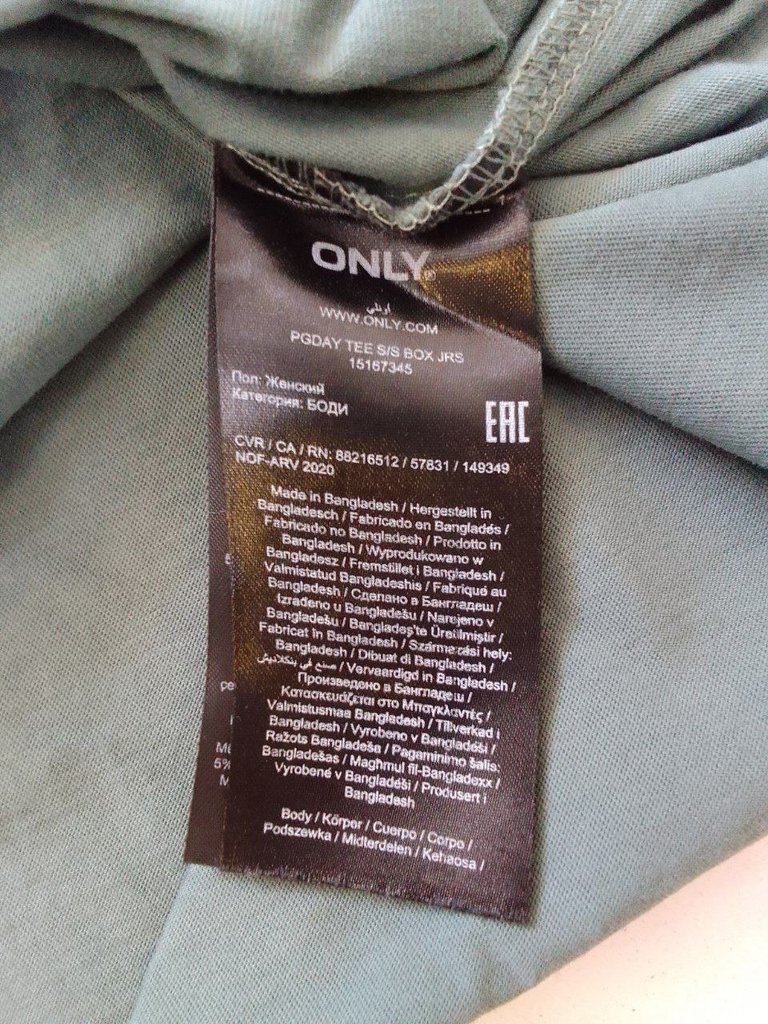 ONLY®
أونلي
WWW.ONLY.COM
PGDAY TEE S/S BOX JRS
15167345
Пол: Женский
Категория: БОДИ
EAC
CVR / CA / RN: 88216512 / 57831 / 149349
NOF-ARV 2020
Made in Bangladesh / Hergestellt in
Bangladesch / Fabricado en Bangladés /
Fabricado no Bangladesh / Prodotto in
Bangladesh / Wyprodukowano w
Bangladesz / Fremstillet i Bangladesh /
Valmistatud Bangladeshis / Fabriqué au
Bangladesh / Сделано в Бангладеш /
Izrađeno u Bangladešu / Narejeno v
Bangladešu / Bangladeş'te Üretilmiştir /
Fabricat în Bangladesh / Származási hely:
Bangladesh / Dibuat di Bangladesh /
صنع في بنكلاديش / Vervaardigd in Bangladesh /
Произведено в Бангладеш /
Κατασκευάζεται στο Μπαγκλαντές /
Valmistusmaa Bangladesh / Tillverkad i
Bangladesh / Vyrobeno v Bangladéši /
Ražots Bangladeša / Pagaminimo šalis:
Bangladešas / Magħmul fil-Bangladexx /
Vyrobené v Bangladéši / Produsert i
Bangladesh
Body / Körper / Cuerpo / Corpo /
Podszewka / Midterdelen / Kehaosa /
5%